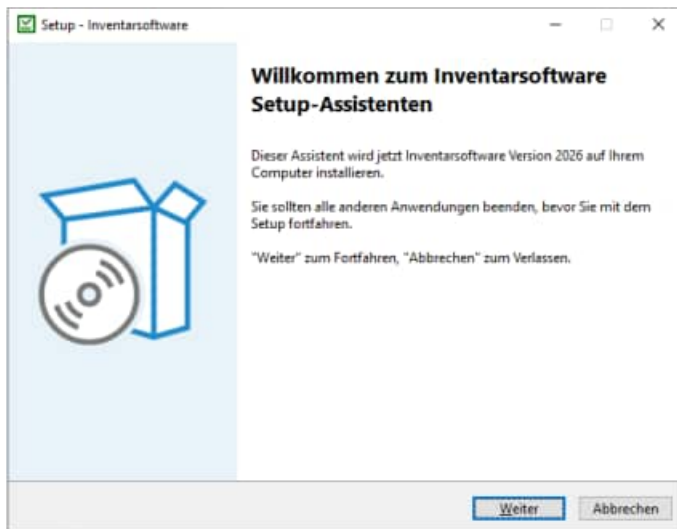 Setup - Inventarsoftware
Willkommen zum Inventarsoftware
Setup-Assistenten
Dieser Assistent wird jetzt Inventarsoftware Version 2026 auf Ihrem
Computer installieren.
Sie sollten alle anderen Anwendungen beenden, bevor Sie mit dem
Setup fortfahren.
"Weiter" zum Fortfahren, "Abbrechen" zum Verlassen.
Weiter
Abbrechen